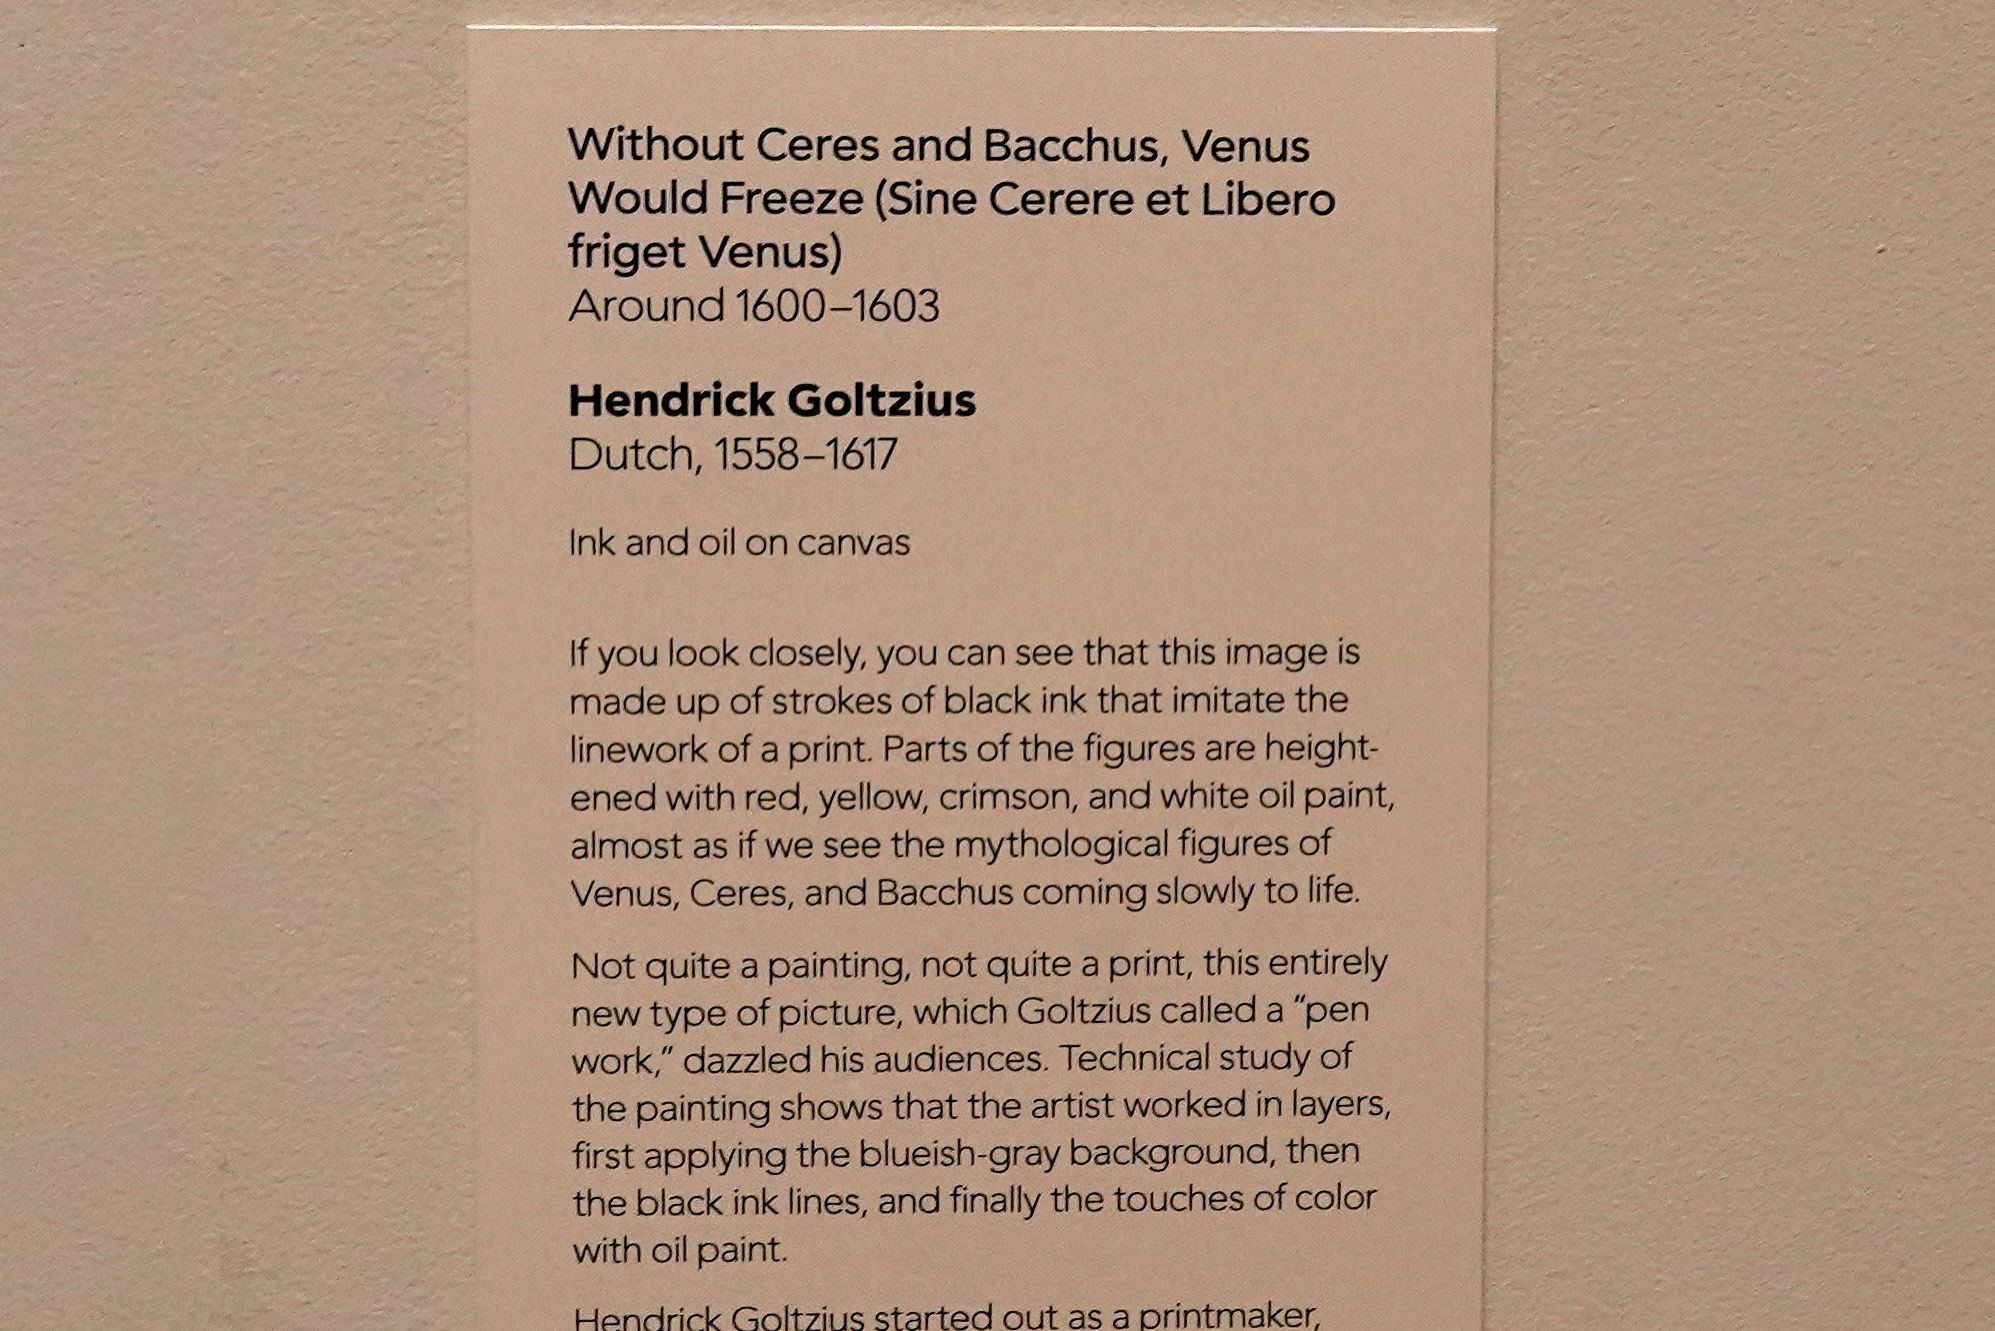 Without Ceres and Bacchus, Venus
Would Freeze (Sine Cerere et Libero
friget Venus)
Around 1600–1603
Hendrick Goltzius
Dutch, 1558–1617
Ink and oil on canvas
If you look closely, you can see that this image is
made up of strokes of black ink that imitate the
linework of a print. Parts of the figures are height-
ened with red, yellow, crimson, and white oil paint,
almost as if we see the mythological figures of
Venus, Ceres, and Bacchus coming slowly to life.
Not quite a painting, not quite a print, this entirely
new type of picture, which Goltzius called a “pen
work,” dazzled his audiences. Technical study of
the painting shows that the artist worked in layers,
first applying the blueish-gray background, then
the black ink lines, and finally the touches of color
with oil paint.
Hendrick Goltzius started out as a printmaker,